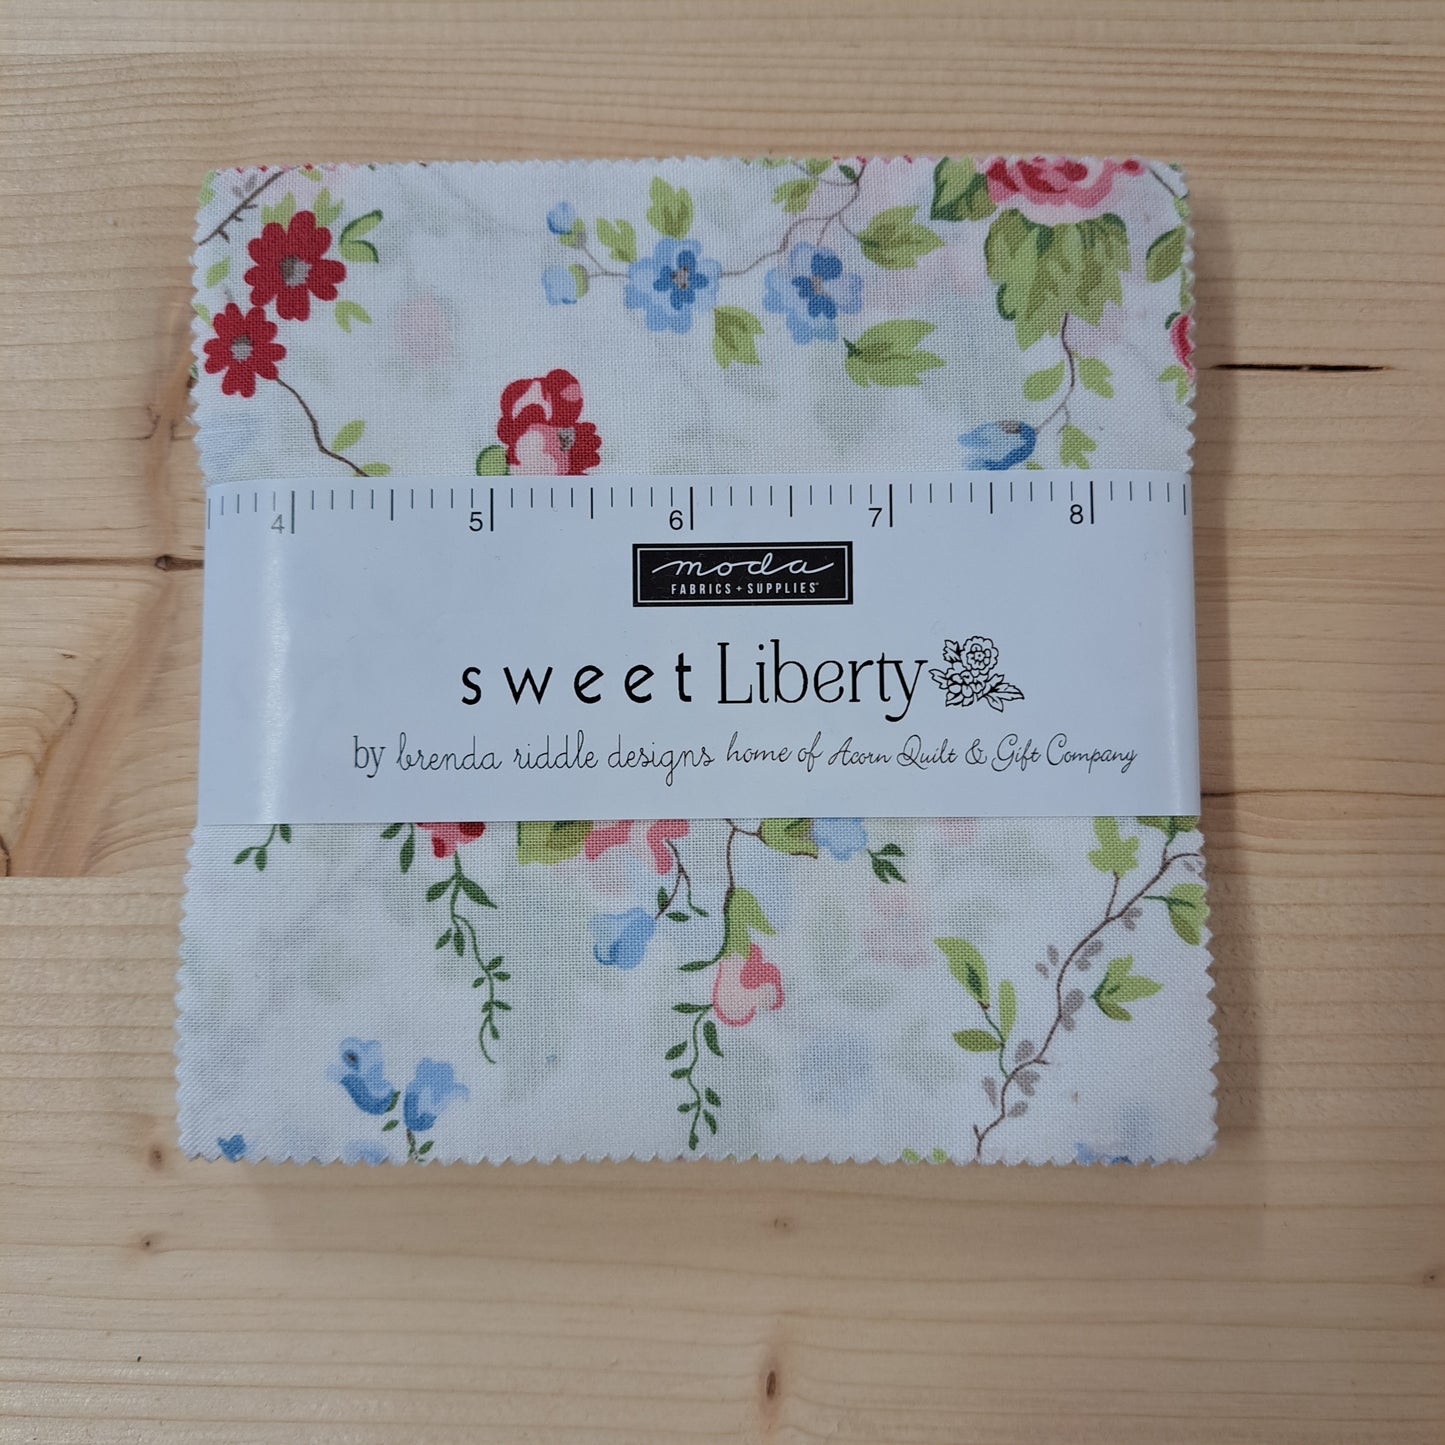 4 5 6 7 8
moda
FABRICS + SUPPLIES™
sweet Liberty
by brenda riddle designs home of Acorn Quilt & Gift Company